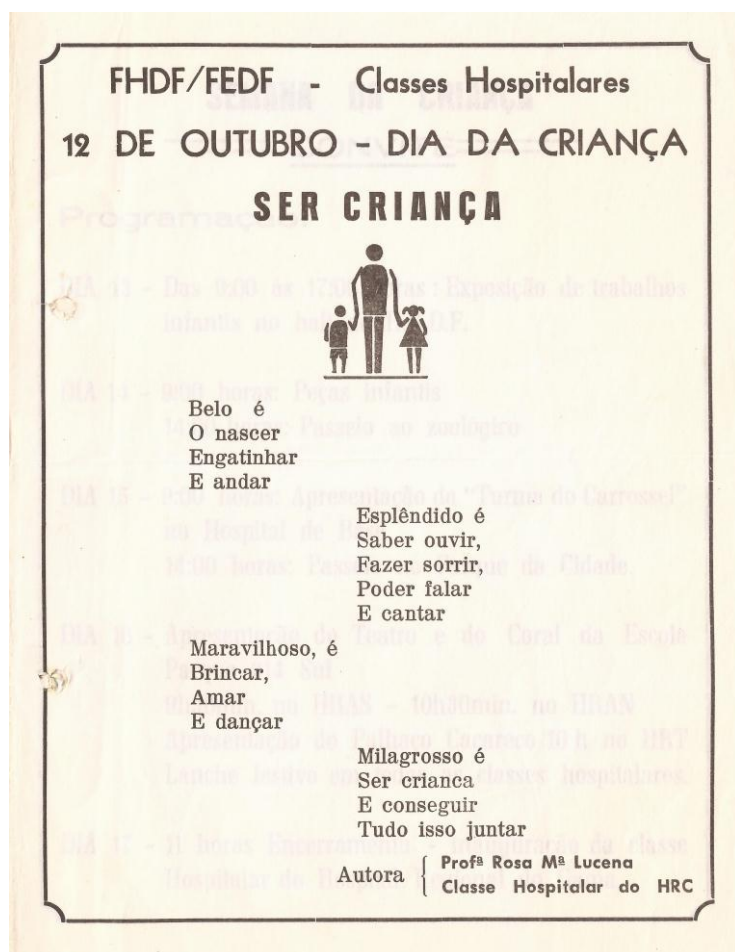 FHDF/FEDF - Classes Hospitalares
12 DE OUTUBRO - DIA DA CRIANÇA
SER CRIANÇA
Belo é
O nascer
Engatinhar
E andar
Esplêndido é
Saber ouvir,
Fazer sorrir,
Poder falar
E cantar
Maravilhoso, é
Brincar,
Amar
E dançar
Milagrosso é
Ser crianca
E conseguir
Tudo isso juntar
Autora
Profª Rosa Mª Lucena
Classe Hospitalar do HRC